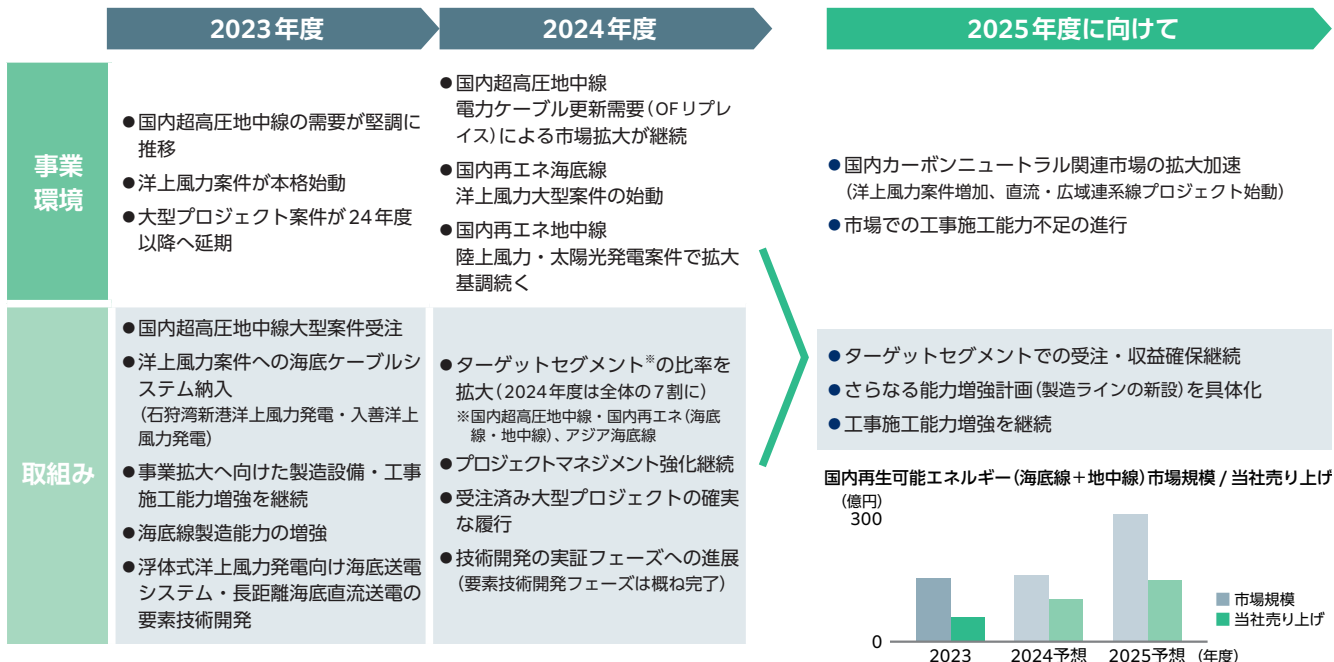 2023年度
2024年度
2025年度に向けて
事業
環境
●国内超高圧地中線の需要が堅調に
推移
●洋上風力案件が本格始動
●大型プロジェクト案件が24年度
以降へ延期
●国内超高圧地中線
電力ケーブル更新需要(OFリプレ
イス)による市場拡大が継続
●国内再エネ海底線
洋上風力大型案件の始動
●国内再エネ地中線
陸上風力・太陽光発電案件で拡大
基調続く
●国内カーボンニュートラル関連市場の拡大加速
(洋上風力案件増加、直流・広域連系線プロジェクト始動)
●市場での工事施工能力不足の進行
取組み
●国内超高圧地中線大型案件受注
●洋上風力案件への海底ケーブルシ
ステム納入
(石狩湾新港洋上風力発電・入善洋上
風力発電)
●事業拡大へ向けた製造設備・工事
施工能力増強を継続
●海底線製造能力の増強
●浮体式洋上風力発電向け海底送電
システム・長距離海底直流送電の
要素技術開発
●ターゲットセグメント※の比率を
拡大(2024年度は全体の7割に)
※国内超高圧地中線・国内再エネ(海底
線・地中線)、アジア海底線
●プロジェクトマネジメント強化継続
●受注済み大型プロジェクトの確実
な履行
●技術開発の実証フェーズへの進展
(要素技術開発フェーズは概ね完了)
●ターゲットセグメントでの受注・収益確保継続
●さらなる能力増強計画(製造ラインの新設)を具体化
●工事施工能力増強を継続
国内再生可能エネルギー(海底線+地中線)市場規模 / 当社売り上げ
(億円)
300
0
市場規模
当社売り上げ
2023 2024予想 2025予想 (年度)